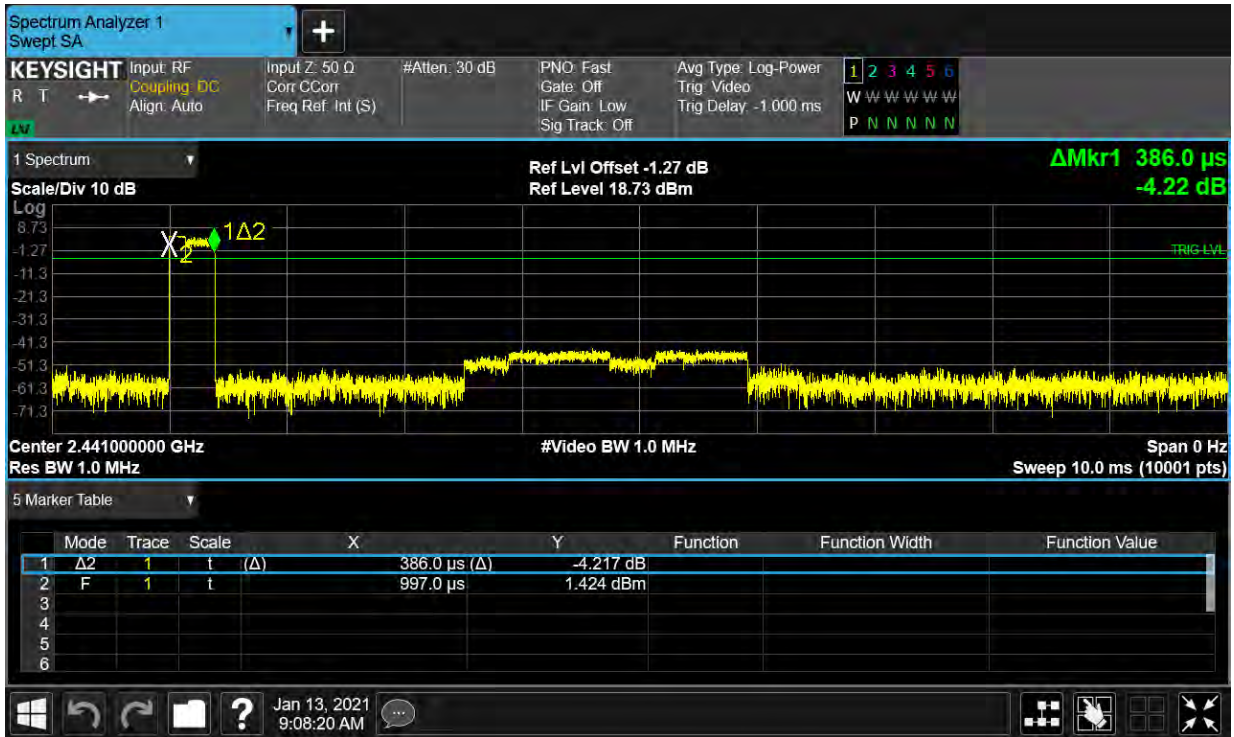 Spectrum Analyzer 1
Swept SA
+
KEYSIGHT Input: RF Input Z: 50 Ω #Atten: 30 dB PNO: Fast Avg Type: Log-Power 1 2 3 4 5 6
R T Coupling: DC Corr CCorr Gate: Off Trig: Video W W W W W W
Align: Auto Freq Ref: Int (S) IF Gain: Low Trig Delay: -1.000 ms P N N N N N
Sig Track: Off
1 Spectrum
Scale/Div 10 dB
Ref Lvl Offset -1.27 dB
Ref Level 18.73 dBm
ΔMkr1 386.0 µs
-4.22 dB
Log
8.73
-1.27
-11.3
-21.3
-31.3
-41.3
-51.3
-61.3
-71.3
X 2 1Δ2
TRIG LVL
Center 2.441000000 GHz #Video BW 1.0 MHz Span 0 Hz
Res BW 1.0 MHz Sweep 10.0 ms (10001 pts)
5 Marker Table
Mode Trace Scale X Y Function Function Width Function Value
1 Δ2 1 t (Δ) 386.0 µs (Δ) -4.217 dB
2 F 1 t 997.0 µs 1.424 dBm
3
4
5
6
?
Jan 13, 2021
9:08:20 AM